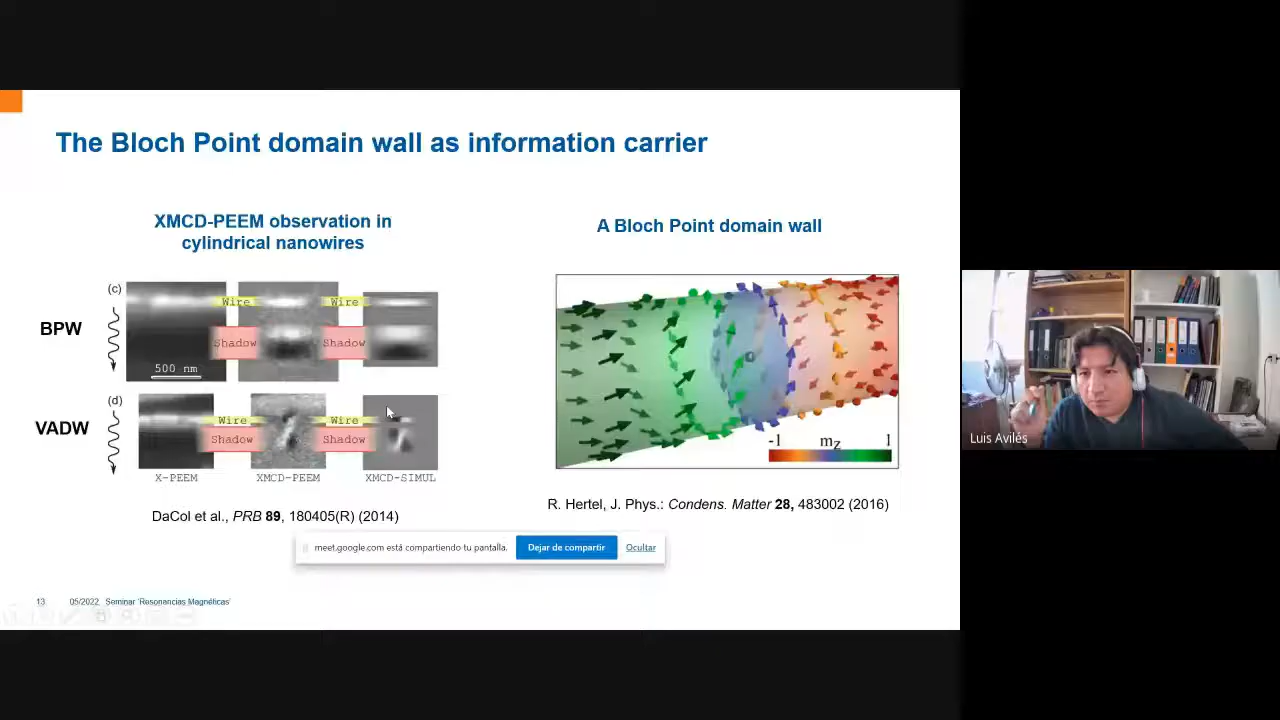 The Bloch Point domain wall as information carrier
XMCD-PEEM observation in
cylindrical nanowires
(c)
BPW
Wire
Wire
Shadow
Shadow
500 nm
(d)
VADW
Wire
Wire
Shadow
Shadow
X-PEEM
XMCD-PEEM
XMCD-SIMUL
DaCol et al., PRB 89, 180405(R) (2014)
A Bloch Point domain wall
-1 mz 1
R. Hertel, J. Phys.: Condens. Matter 28, 483002 (2016)
meet.google.com está compartiendo tu pantalla.
Dejar de compartir
Ocultar
13 05/2022 Seminar 'Resonancias Magnéticas'
Luis Avilés